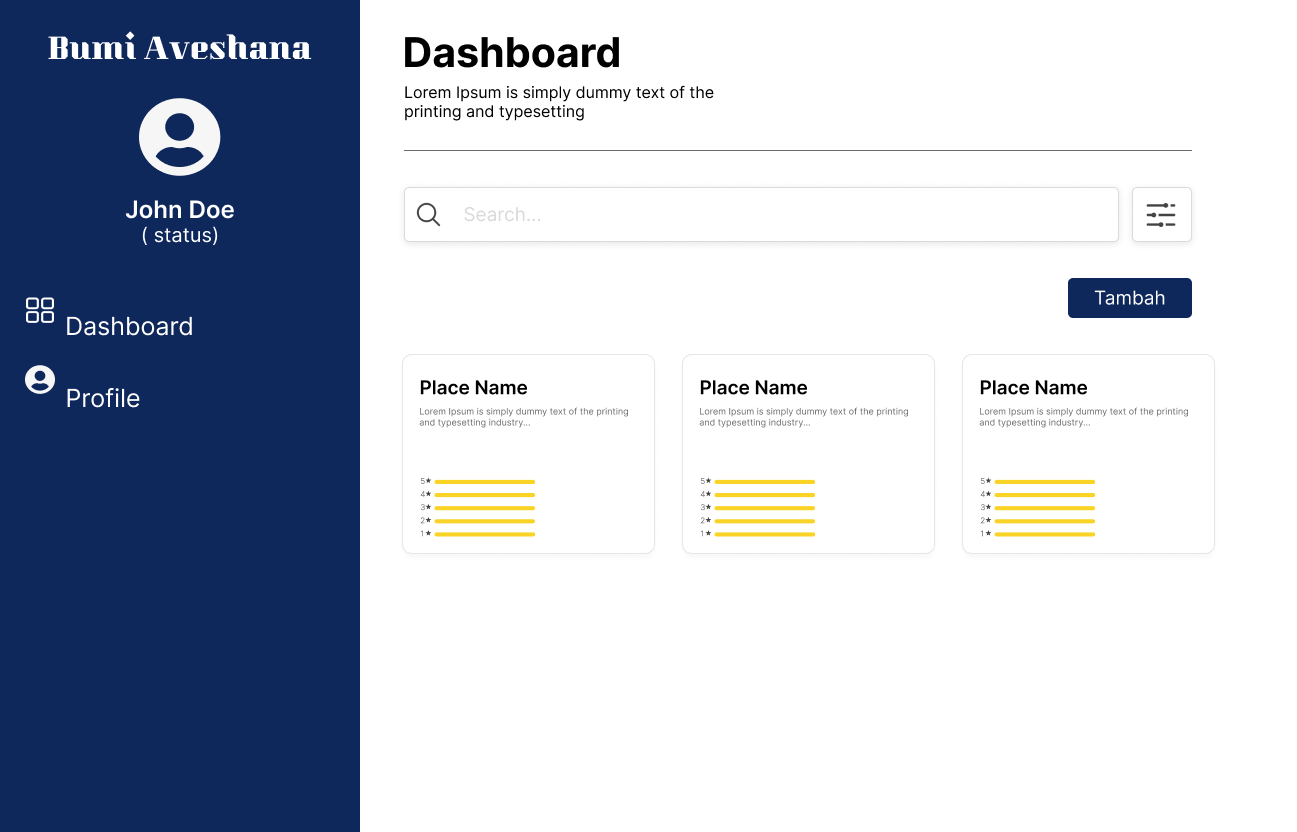 Bumi Aveshana
John Doe
( status)
Dashboard
Profile
Dashboard
Lorem Ipsum is simply dummy text of the
printing and typesetting
Search...
Tambah
Place Name
Lorem Ipsum is simply dummy text of the printing
and typesetting industry...
5★
4★
3★
2★
1★
Place Name
Lorem Ipsum is simply dummy text of the printing
and typesetting industry...
5★
4★
3★
2★
1★
Place Name
Lorem Ipsum is simply dummy text of the printing
and typesetting industry...
5★
4★
3★
2★
1★